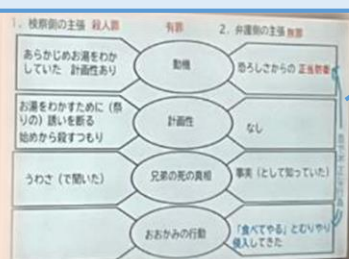 1. 検察側の主張 殺人罪
有罪
2. 弁護側の主張 無罪
あらかじめお湯をわか
していた 計画性あり
動機
恐ろしさからの 正当防衛
お湯をわかすために（祭
りの）誘いを断る
始めから殺すつもり
計画性
なし
うわさ（で聞いた）
兄弟の死の真相
事実（として知っていた）
おおかみの行動
「食べてやる」とむりやり
侵入してきた